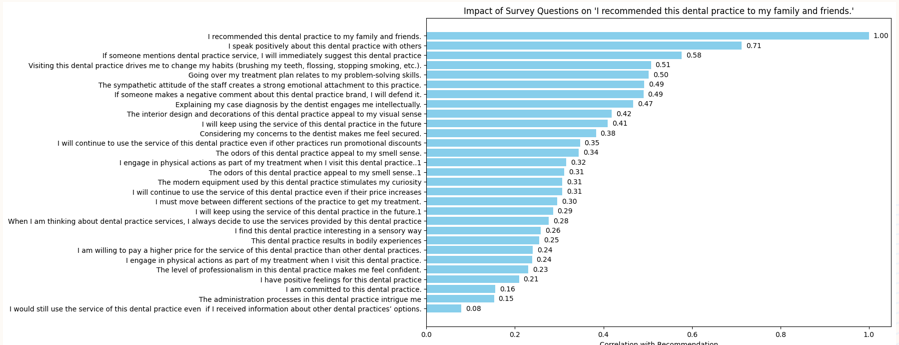 Impact of Survey Questions on 'I recommended this dental practice to my family and friends.'
I recommended this dental practice to my family and friends. 1.00
I speak positively about this dental practice with others 0.71
If someone mentions dental practice service, I will immediately suggest this dental practice 0.58
Visiting this dental practice drives me to change my habits (brushing my teeth, flossing, stopping smoking, etc.). 0.51
Going over my treatment plan relates to my problem-solving skills. 0.50
The sympathetic attitude of the staff creates a strong emotional attachment to this practice. 0.49
If someone makes a negative comment about this dental practice brand, I will defend it. 0.49
Explaining my case diagnosis by the dentist engages me intellectually. 0.47
The interior design and decorations of this dental practice appeal to my visual sense 0.42
I will keep using the service of this dental practice in the future 0.41
Considering my concerns to the dentist makes me feel secured. 0.38
I will continue to use the service of this dental practice even if other practices run promotional discounts 0.35
The odors of this dental practice appeal to my smell sense. 0.34
I engage in physical actions as part of my treatment when I visit this dental practice..1 0.32
The odors of this dental practice appeal to my smell sense..1 0.31
The modern equipment used by this dental practice stimulates my curiosity 0.31
I will continue to use the service of this dental practice even if their price increases 0.31
I must move between different sections of the practice to get my treatment. 0.30
I will keep using the service of this dental practice in the future.1 0.29
When I am thinking about dental practice services, I always decide to use the services provided by this dental practice 0.28
I find this dental practice interesting in a sensory way 0.26
This dental practice results in bodily experiences 0.25
I am willing to pay a higher price for the service of this dental practice than other dental practices. 0.24
I engage in physical actions as part of my treatment when I visit this dental practice. 0.24
The level of professionalism in this dental practice makes me feel confident. 0.23
I have positive feelings for this dental practice 0.21
I am committed to this dental practice. 0.16
The administration processes in this dental practice intrigue me 0.15
I would still use the service of this dental practice even  if I received information about other dental practices' options. 0.08
0.0 0.2 0.4 0.6 0.8 1.0
Correlation with Recommendation